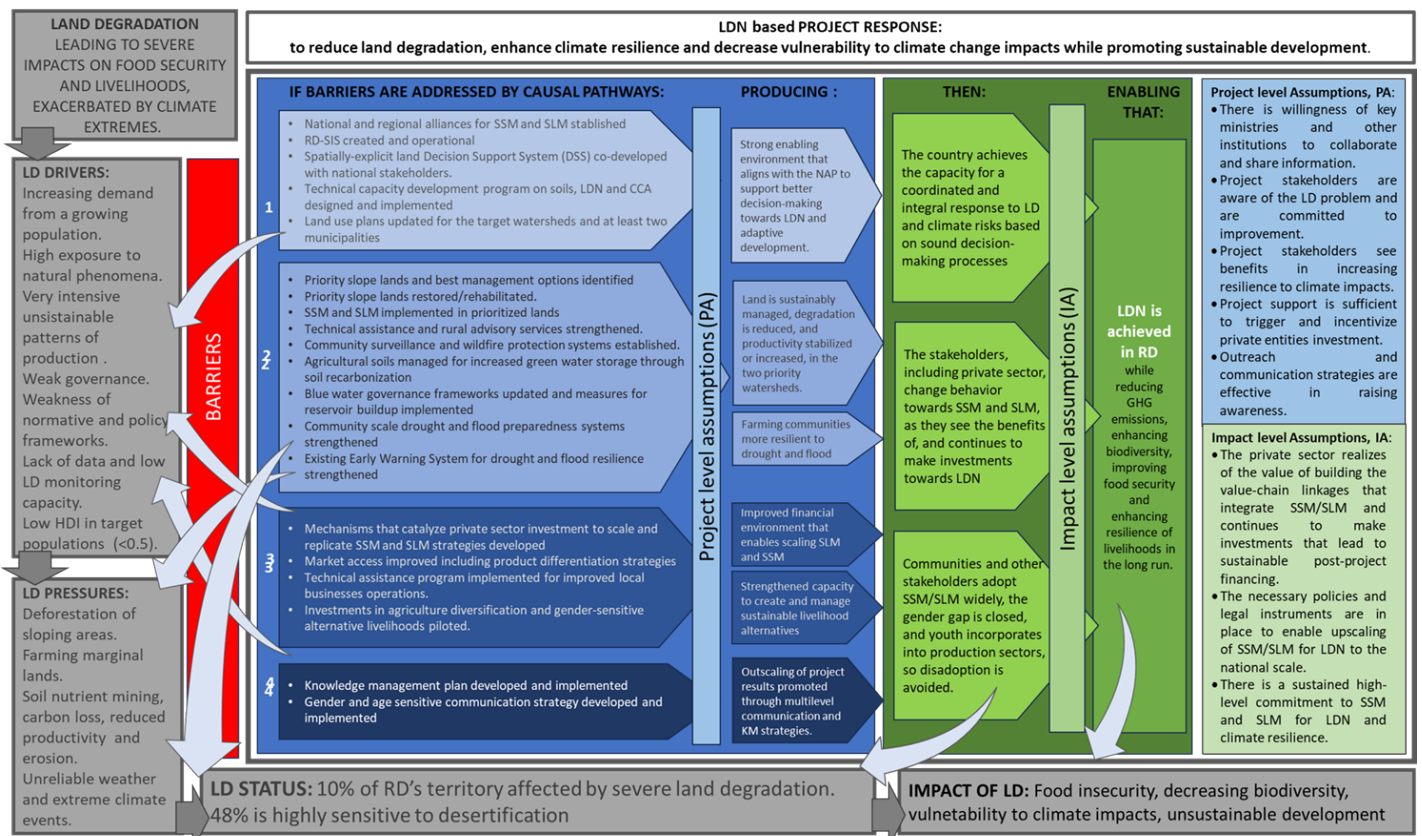 LAND DEGRADATION
LEADING TO SEVERE
IMPACTS ON FOOD SECURITY
AND LIVELIHOODS,
EXACERBATED BY CLIMATE
EXTREMES.
LD DRIVERS:
Increasing demand
from a growing
population.
High exposure to
natural phenomena.
Very intensive
unsustainable
patterns of
production .
Weak governance.
Weakness of
normative and policy
frameworks.
Lack of data and low
LD monitoring
capacity.
Low HDI in target
populations (<0.5).
LD PRESSURES:
Deforestation of
sloping areas.
Farming marginal
lands.
Soil nutrient mining,
carbon loss, reduced
productivity and
erosion.
Unreliable weather
and extreme climate
events.
BARRIERS
LDN based PROJECT RESPONSE:
to reduce land degradation, enhance climate resilience and decrease vulnerability to climate change impacts while promoting sustainable development.
IF BARRIERS ARE ADDRESSED BY CAUSAL PATHWAYS:
1
• National and regional alliances for SSM and SLM stablished
• RD-SIS created and operational
• Spatially-explicit land Decision Support System (DSS) co-developed
with national stakeholders.
• Technical capacity development program on soils, LDN and CCA
designed and implemented
• Land use plans updated for the target watersheds and at least two
municipalities
2
2
• Priority slope lands and best management options identified
• Priority slope lands restored/rehabilitated.
• SSM and SLM implemented in prioritized lands
• Technical assistance and rural advisory services strengthened.
• Community surveillance and wildfire protection systems established.
• Agricultural soils managed for increased green water storage through
soil recarbonization
• Blue water governance frameworks updated and measures for
reservoir buildup implemented
• Community scale drought and flood preparedness systems
strengthened
• Existing Early Warning System for drought and flood resilience
strengthened
3
3
• Mechanisms that catalyze private sector investment to scale and
replicate SSM and SLM strategies developed
• Market access improved including product differentiation strategies
• Technical assistance program implemented for improved local
businesses operations.
• Investments in agriculture diversification and gender-sensitive
alternative livelihoods piloted.
4
4
• Knowledge management plan developed and implemented
• Gender and age sensitive communication strategy developed and
implemented
Project level assumptions (PA)
PRODUCING :
Strong enabling
environment that
aligns with the NAP to
support better
decision-making
towards LDN and
adaptive
development.
Land is sustainably
managed, degradation
is reduced, and
productivity stabilized
or increased, in the
two priority
watersheds.
Farming communities
more resilient to
drought and flood
Improved financial
environment that
enables scaling SLM
and SSM
Strengthened capacity
to create and manage
sustainable livelihood
alternatives
Outscaling of project
results promoted
through multilevel
communication and
KM strategies.
THEN:
The country achieves
the capacity for a
coordinated and
integral response to LD
and climate risks based
on sound decision-
making processes
The stakeholders,
including private sector,
change behavior
towards SSM and SLM,
as they see the benefits
of, and continues to
make investments
towards LDN
Communities and other
stakeholders adopt
SSM/SLM widely, the
gender gap is closed,
and youth incorporates
into production sectors,
so disadoption is
avoided.
Impact level assumptions (IA)
ENABLING
THAT:
LDN is
achieved
in RD
while
reducing
GHG
emissions,
enhancing
biodiversity,
improving
food security
and
enhancing
resilience of
livelihoods in
the long run.
Project level Assumptions, PA:
• There is willingness of key
ministries and other
institutions to collaborate
and share information.
• Project stakeholders are
aware of the LD problem and
are committed to
improvement.
• Project stakeholders see
benefits in increasing
resilience to climate impacts.
• Project support is sufficient
to trigger and incentivize
private entities investment.
• Outreach and
communication strategies are
effective in raising
awareness.
Impact level Assumptions, IA:
• The private sector realizes
of the value of building the
value-chain linkages that
integrate SSM/SLM and
continues to make
investments that lead to
sustainable post-project
financing.
• The necessary policies and
legal instruments are in
place to enable upscaling
of SSM/SLM for LDN to the
national scale.
• There is a sustained high-
level commitment to SSM
and SLM for LDN and
climate resilience.
LD STATUS: 10% of RD's territory affected by severe land degradation.
48% is highly sensitive to desertification
IMPACT OF LD: Food insecurity, decreasing biodiversity,
vulnetability to climate impacts, unsustainable development